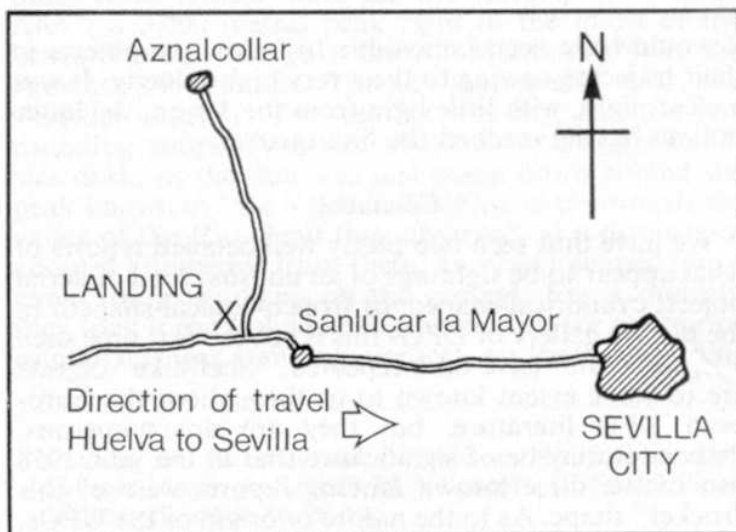 Aznalcollar
N
LANDING
X
Sanlúcar la Mayor
Direction of travel
Huelva to Sevilla
SEVILLA
CITY